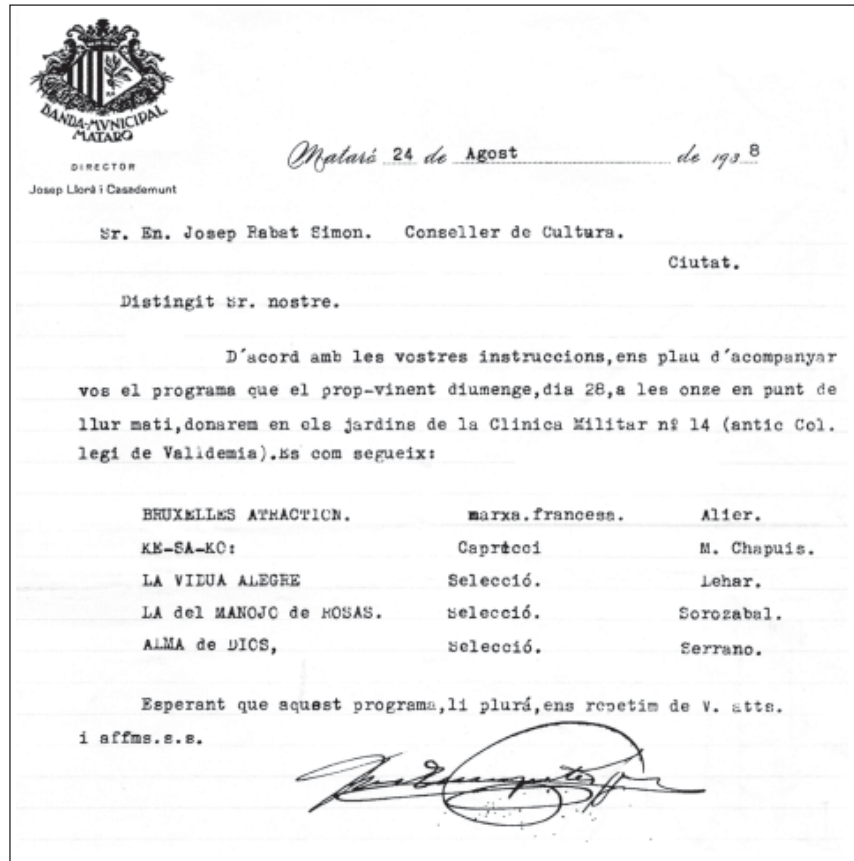 BANDA-MVNICIPAL
MATARO
DIRECTOR
Josep Llorà i Casademunt
Mataró 24 de Agost de 1938
Sr. En. Josep Rabat Simon. Conseller de Cultura.
Ciutat.
Distingit Sr. nostre.
D´acord amb les vostres instruccions,ens plau d´acompanyar
vos el programa que el prop-vinent diumenge,dia 28,a les onze en punt de
llur mati,donarem en els jardins de la Clinica Militar nº 14 (antic Col.
legi de Valldemia).Es com segueix:
BRUXELLES ATRACTION. marxa.francesa. Alier.
KE-SA-KO: Capricci M. Chapuis.
LA VIDUA ALEGRE Selecció. Lehar.
LA del MANOJO de ROSAS. Selecció. Sorozabal.
ALMA de DIOS, Selecció. Serrano.
Esperant que aquest programa,li plurá,ens repetim de V. atts.
i affms.s.s.